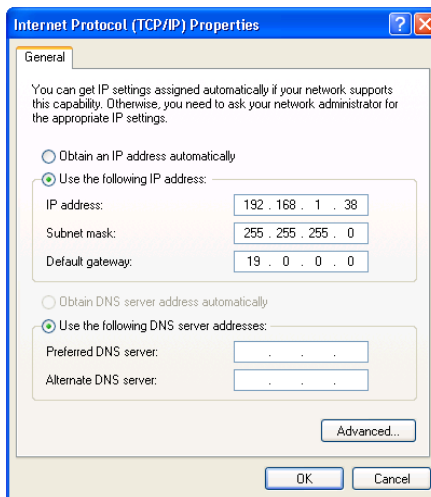 Internet Protocol (TCP/IP) Properties
General
You can get IP settings assigned automatically if your network supports
this capability. Otherwise, you need to ask your network administrator for
the appropriate IP settings.
Obtain an IP address automatically
Use the following IP address:
IP address: 192 . 168 . 1 . 38
Subnet mask: 255 . 255 . 255 . 0
Default gateway: 19 . 0 . 0 . 0
Obtain DNS server address automatically
Use the following DNS server addresses:
Preferred DNS server: . . .
Alternate DNS server: . . .
Advanced...
OK Cancel